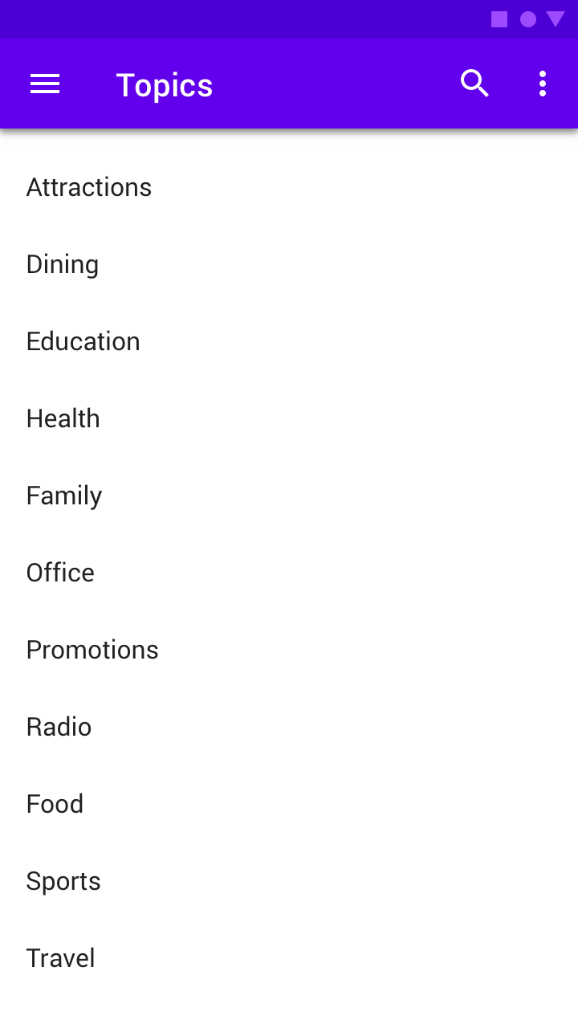 Topics
Attractions
Dining
Education
Health
Family
Office
Promotions
Radio
Food
Sports
Travel